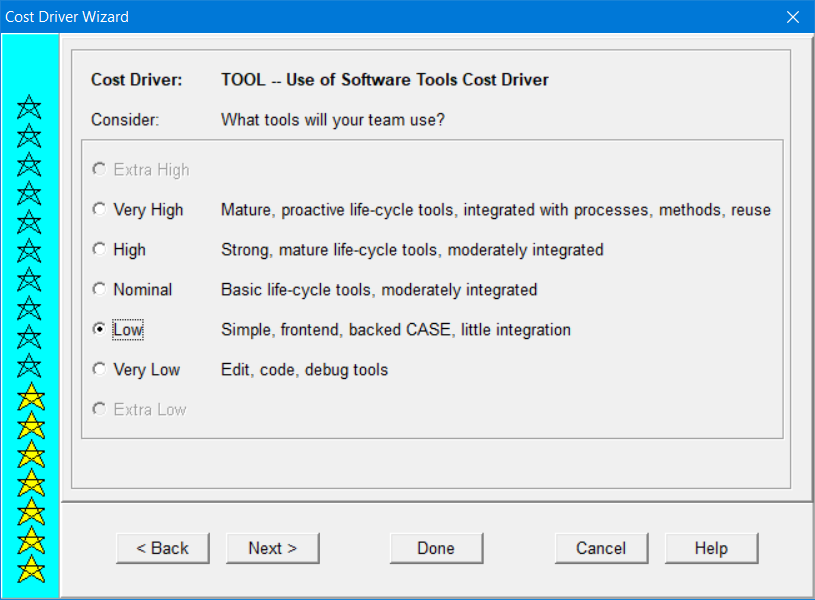 Cost Driver Wizard
Cost Driver: TOOL -- Use of Software Tools Cost Driver
Consider: What tools will your team use?
Extra High
Very High Mature, proactive life-cycle tools, integrated with processes, methods, reuse
High Strong, mature life-cycle tools, moderately integrated
Nominal Basic life-cycle tools, moderately integrated
Low Simple, frontend, backed CASE, little integration
Very Low Edit, code, debug tools
Extra Low
< Back Next > Done Cancel Help